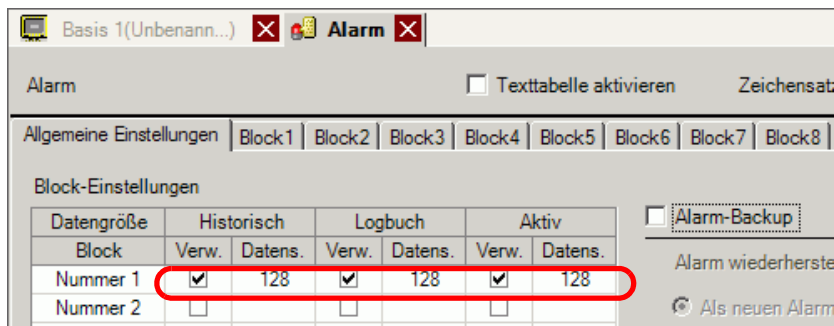 Basis 1(Unbenann...) Alarm
Alarm Texttabelle aktivieren Zeichensatz
Allgemeine Einstellungen Block1 Block2 Block3 Block4 Block5 Block6 Block7 Block8
Block-Einstellungen
Datengröße Historisch Logbuch Aktiv Alarm-Backup
Block Verw. Datens. Verw. Datens. Verw. Datens.
Alarm wiederherste
Nummer 1 128 128 128
Nummer 2 Als neuen Alarm